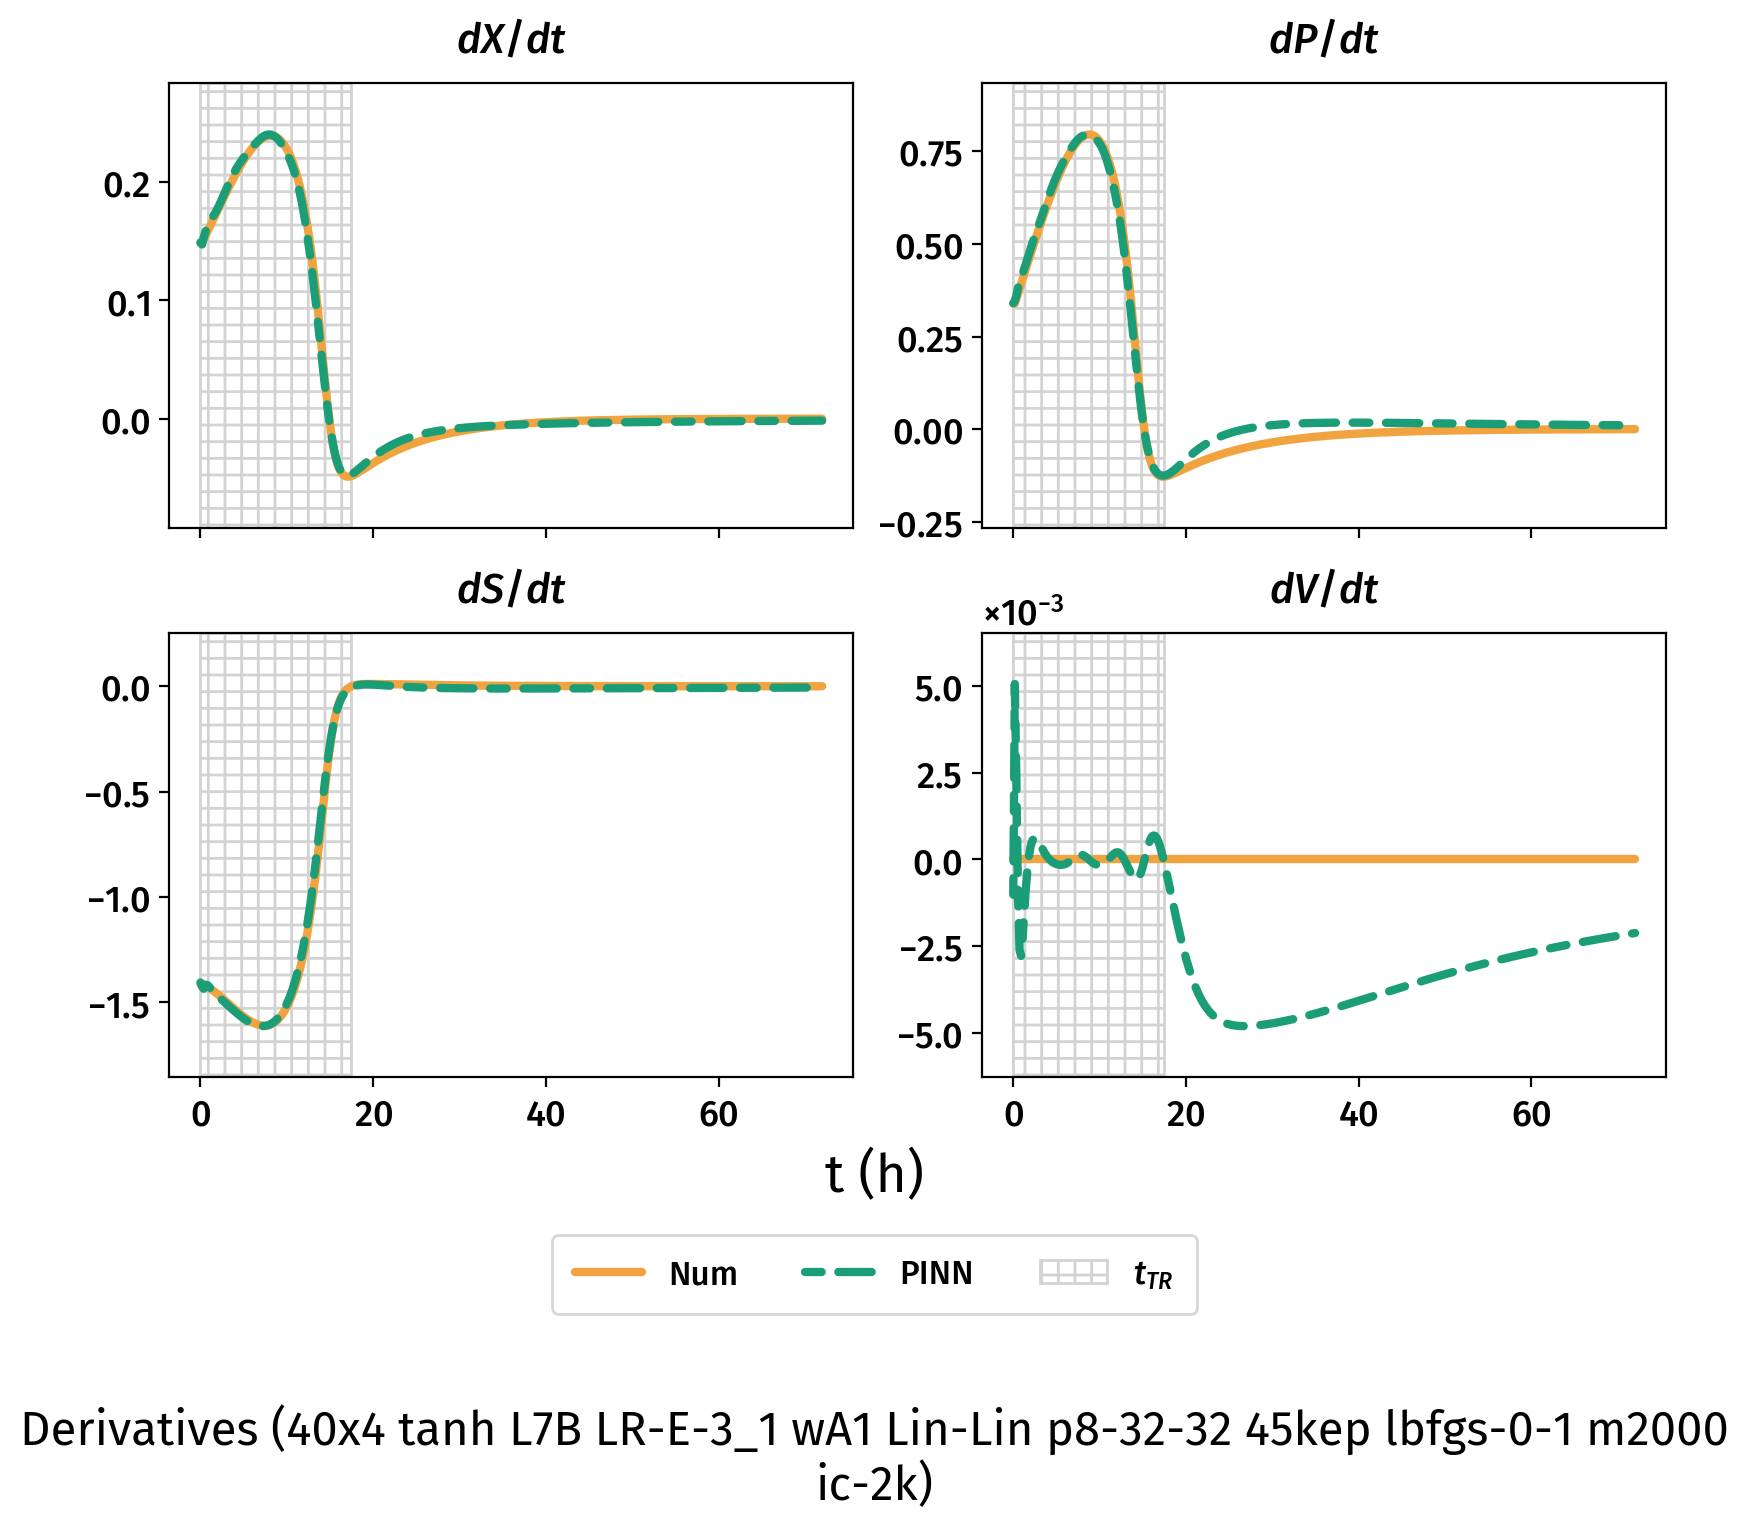 dX/dt
dP/dt
0.2
0.1
0.0
0.75
0.50
0.25
0.00
−0.25
dS/dt
dV/dt
×10⁻³
0.0
−0.5
−1.0
−1.5
5.0
2.5
0.0
−2.5
−5.0
0 20 40 60
0 20 40 60
t (h)
Num PINN t_TR
Derivatives (40x4 tanh L7B LR-E-3_1 wA1 Lin-Lin p8-32-32 45kep lbfgs-0-1 m2000
ic-2k)